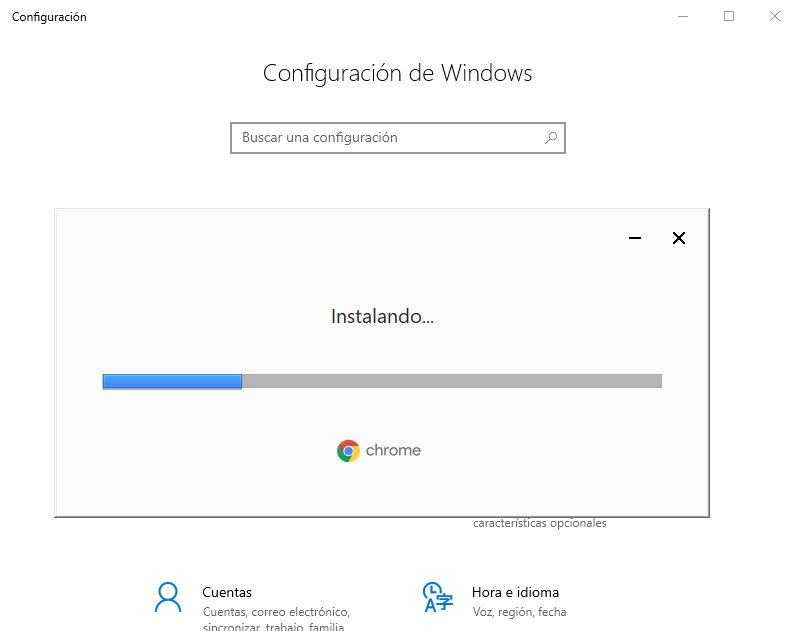 Configuración
Configuración de Windows
Buscar una configuración
Instalando...
chrome
características opcionales
Cuentas
Cuentas, correo electrónico,
sincronizar, trabajo, familia
Hora e idioma
Voz, región, fecha